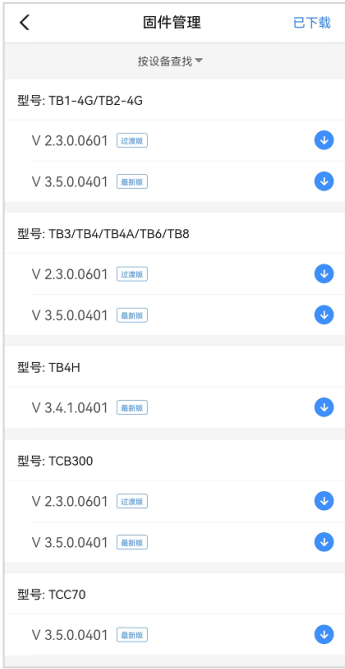 固件管理 已下载
按设备查找
型号: TB1-4G/TB2-4G
V 2.3.0.0601 过渡版
V 3.5.0.0401 最新版
型号: TB3/TB4/TB4A/TB6/TB8
V 2.3.0.0601 过渡版
V 3.5.0.0401 最新版
型号: TB4H
V 3.4.1.0401 最新版
型号: TCB300
V 2.3.0.0601 过渡版
V 3.5.0.0401 最新版
型号: TCC70
V 3.5.0.0401 最新版